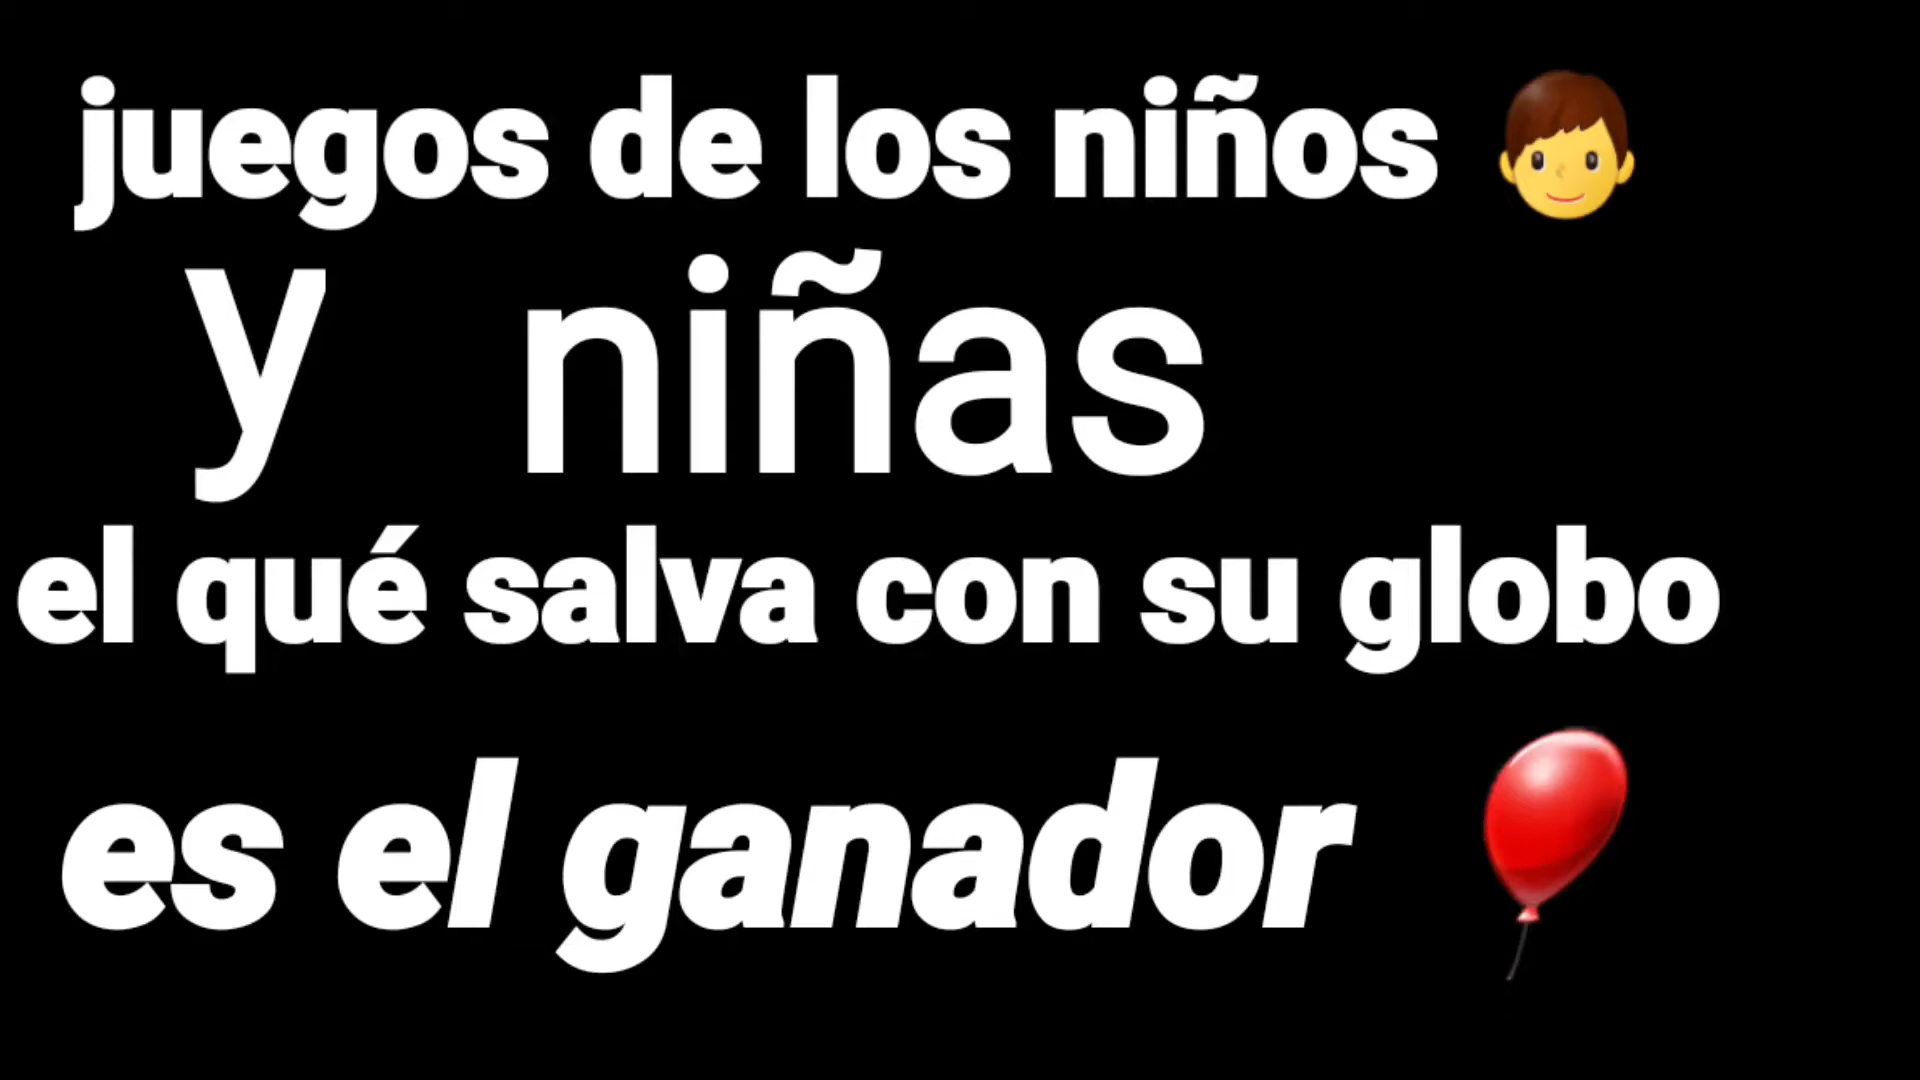 juegos de los niños 👦
y niñas
el qué salva con su globo
es el ganador 🎈